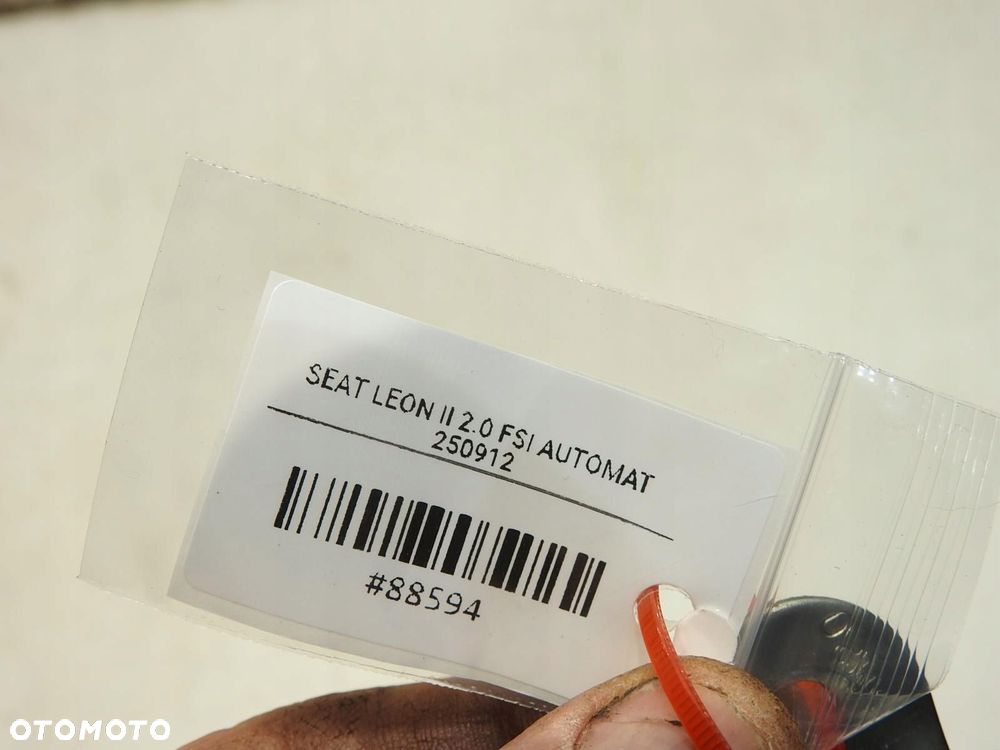 SEAT LEON II 2.0 FSI AUTOMAT
250912
#88594
OTOMOTO